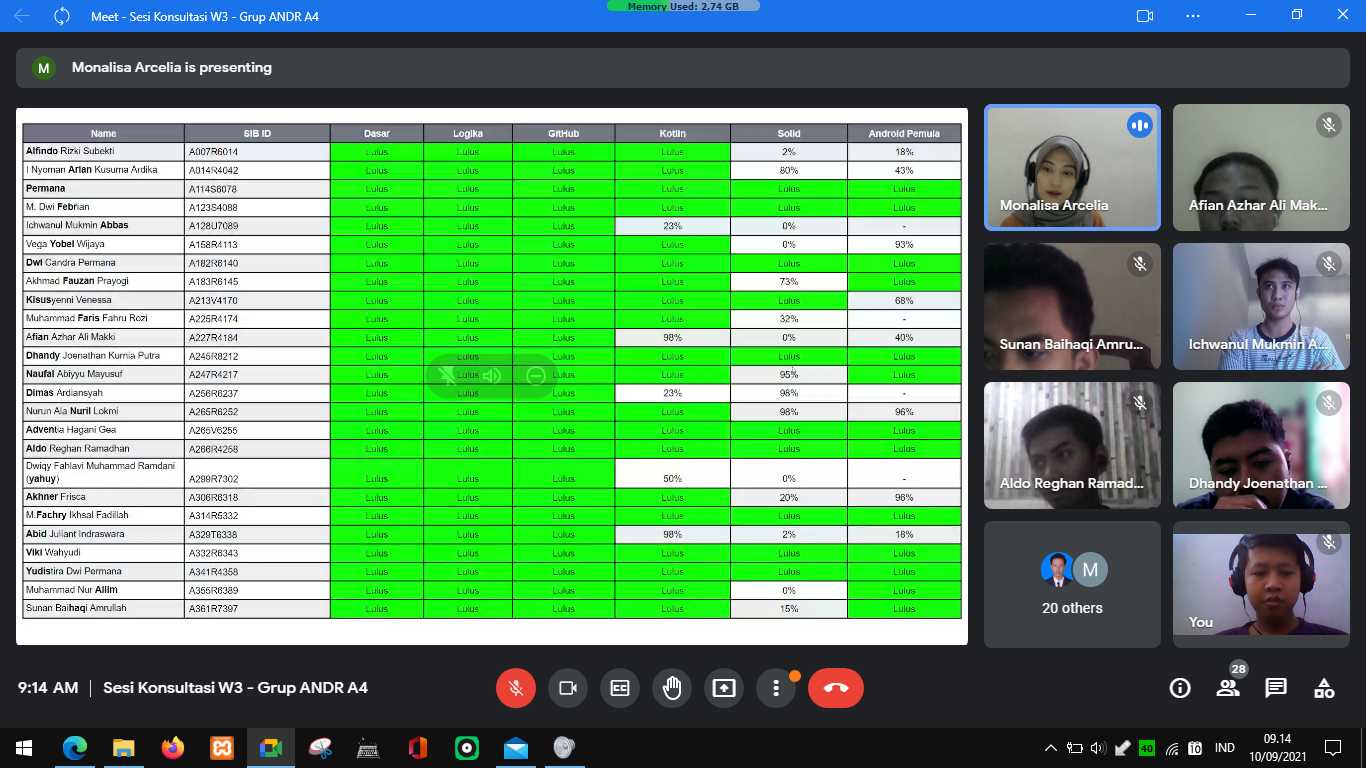 Memory Used: 2,74 GB
Meet - Sesi Konsultasi W3 - Grup ANDR A4
M Monalisa Arcelia is presenting
Name SIB ID Dasar Logika GitHub Kotlin Solid Android Pemula
Alfindo Rizki Subekti A007R6014 Lulus Lulus Lulus Lulus 2% 18%
I Nyoman Arian Kusuma Ardika A014R4042 Lulus Lulus Lulus Lulus 80% 43%
Permana A114S6078 Lulus Lulus Lulus Lulus Lulus Lulus
M. Dwi Febrian A123S4088 Lulus Lulus Lulus Lulus Lulus Lulus
Ichwanul Mukmin Abbas A128U7089 Lulus Lulus Lulus 23% 0% -
Vega Yobel Wijaya A158R4113 Lulus Lulus Lulus Lulus 0% 93%
Dwi Candra Permana A182R6140 Lulus Lulus Lulus Lulus Lulus Lulus
Akhmad Fauzan Prayogi A183R6145 Lulus Lulus Lulus Lulus 73% Lulus
Kisusyenni Venessa A213V4170 Lulus Lulus Lulus Lulus Lulus 68%
Muhammad Faris Fahru Rozi A225R4174 Lulus Lulus Lulus Lulus 32% -
Afian Azhar Ali Makki A227R4184 Lulus Lulus Lulus 98% 0% 40%
Dhandy Joenathan Kurnia Putra A245R8212 Lulus Lulus Lulus Lulus Lulus Lulus
Naufal Abiyyu Mayusuf A247R4217 Lulus Lulus Lulus Lulus 95% Lulus
Dimas Ardiansyah A256R6237 Lulus Lulus Lulus 23% 98% -
Nurun Ala Nuril Lokmi A265R6252 Lulus Lulus Lulus Lulus 98% 96%
Adventia Hagani Gea A265V6255 Lulus Lulus Lulus Lulus Lulus Lulus
Aldo Reghan Ramadhan A266R4258 Lulus Lulus Lulus Lulus Lulus Lulus
Dwiqy Fahlavi Muhammad Ramdani
(yahuy) A299R7302 Lulus Lulus Lulus 50% 0% -
Akhner Frisca A306R6318 Lulus Lulus Lulus Lulus 20% 96%
M.Fachry Ikhsal Fadillah A314R5332 Lulus Lulus Lulus Lulus Lulus Lulus
Abid Juliant Indraswara A329T6338 Lulus Lulus Lulus 98% 2% 18%
Viki Wahyudi A332R6343 Lulus Lulus Lulus Lulus Lulus Lulus
Yudistira Dwi Permana A341R4358 Lulus Lulus Lulus Lulus Lulus Lulus
Muhammad Nur Allim A355R6389 Lulus Lulus Lulus Lulus 0% Lulus
Sunan Baihaqi Amrullah A361R7397 Lulus Lulus Lulus Lulus 15% Lulus
Monalisa Arcelia
Afian Azhar Ali Mak...
Sunan Baihaqi Amru...
Ichwanul Mukmin A...
Aldo Reghan Ramad...
Dhandy Joenathan ...
M
20 others
You
9:14 AM | Sesi Konsultasi W3 - Grup ANDR A4
CC
28
40
10
IND
09.14
10/09/2021